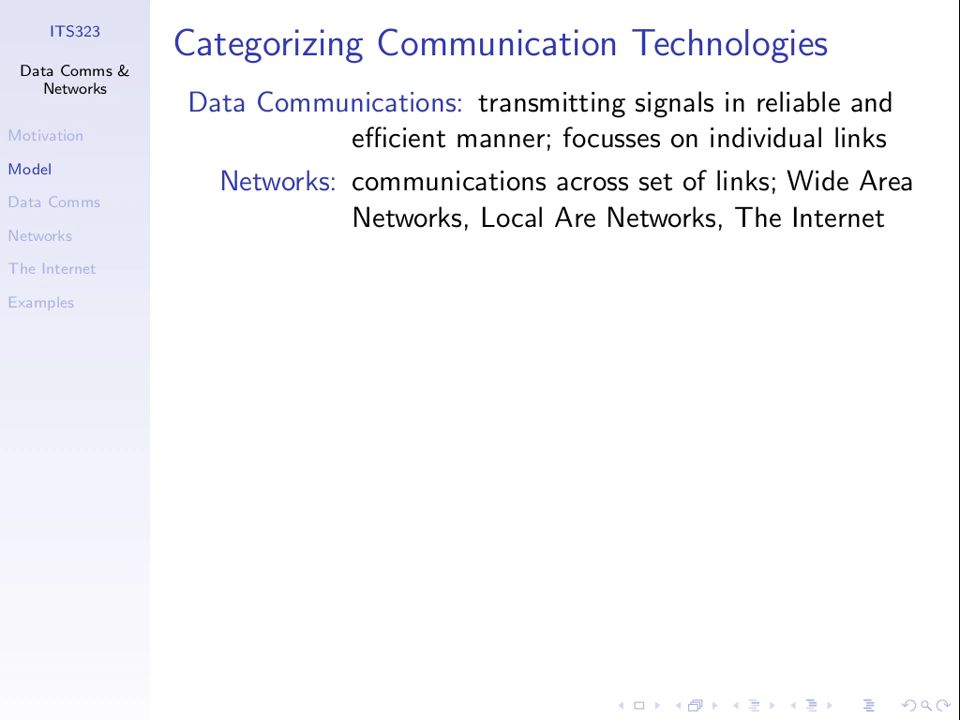 ITS323
Data Comms &
Networks
Motivation
Model
Data Comms
Networks
The Internet
Examples
Categorizing Communication Technologies
Data Communications: transmitting signals in reliable and
efficient manner; focusses on individual links
Networks: communications across set of links; Wide Area
Networks, Local Are Networks, The Internet